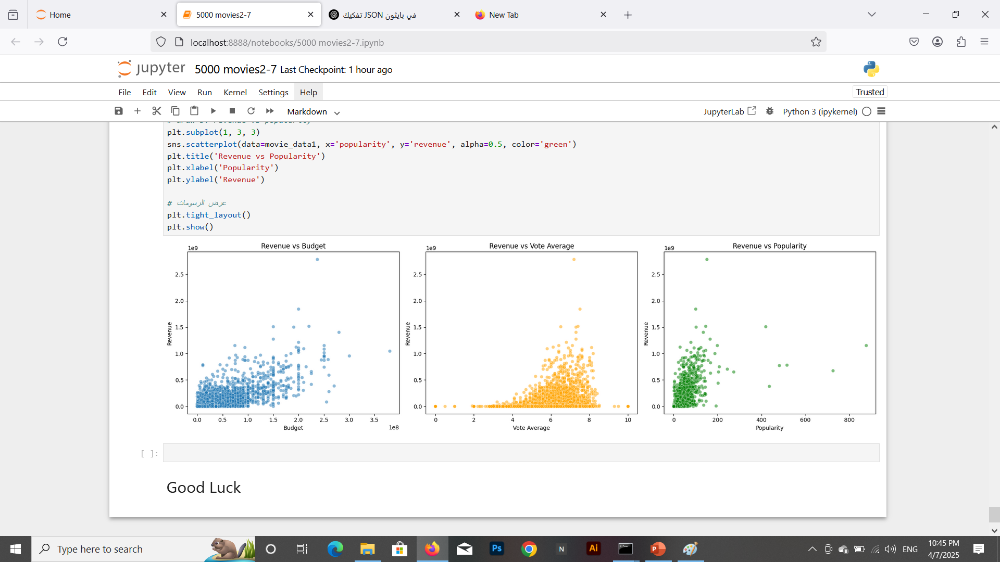 Home
5000 movies2-7
تفكيك JSON في بايثون
New Tab
localhost:8888/notebooks/5000 movies2-7.ipynb
jupyter 5000 movies2-7 Last Checkpoint: 1 hour ago
File Edit View Run Kernel Settings Help
Trusted
Markdown
JupyterLab
Python 3 (ipykernel)
plt.subplot(1, 3, 3)
sns.scatterplot(data=movie_data1, x='popularity', y='revenue', alpha=0.5, color='green')
plt.title('Revenue vs Popularity')
plt.xlabel('Popularity')
plt.ylabel('Revenue')
# عرض الرسومات
plt.tight_layout()
plt.show()
1e9 Revenue vs Budget
2.5
2.0
1.5
1.0
0.5
0.0
Revenue
0.0 0.5 1.0 1.5 2.0 2.5 3.0 3.5
Budget 1e8
1e9 Revenue vs Vote Average
2.5
2.0
1.5
1.0
0.5
0.0
Revenue
0 2 4 6 8 10
Vote Average
1e9 Revenue vs Popularity
2.5
2.0
1.5
1.0
0.5
0.0
Revenue
0 200 400 600 800
Popularity
[ ]:
Good Luck
Type here to search
Ps
N
Ai
P
ENG
10:45 PM
4/7/2025